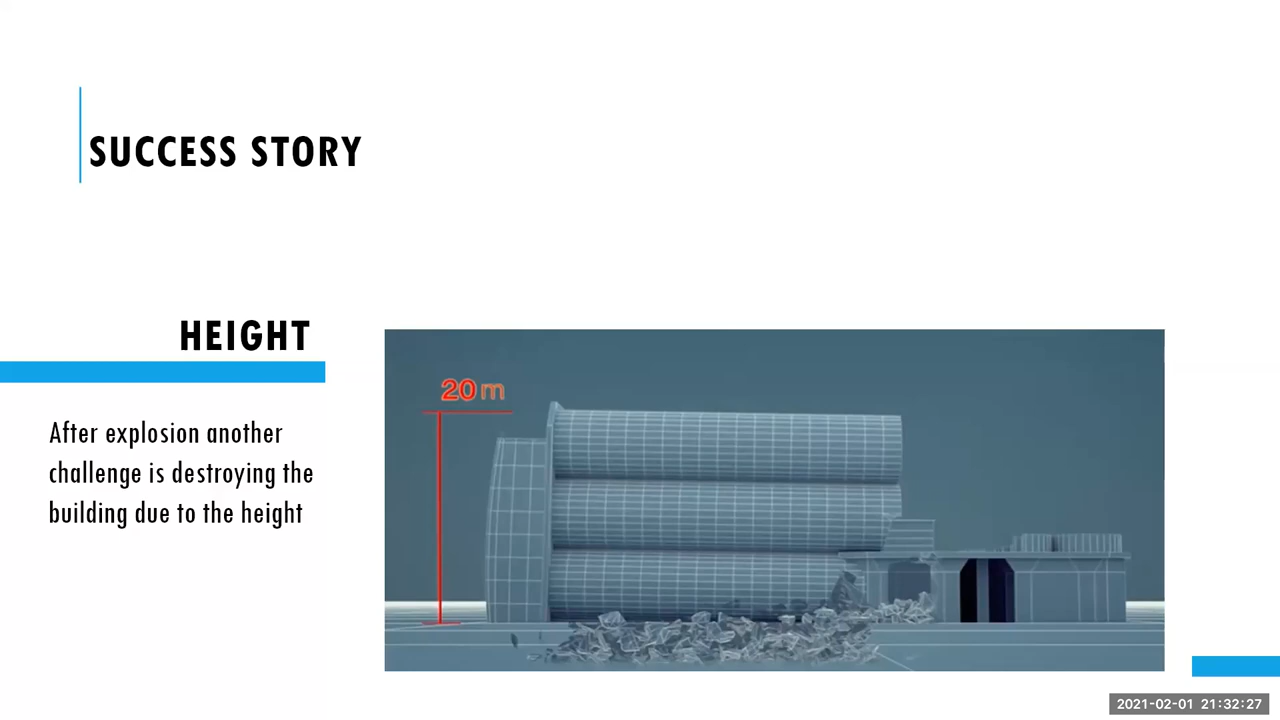 SUCCESS STORY
HEIGHT
After explosion another
challenge is destroying the
building due to the height
20 m
2021-02-01 21:32:27